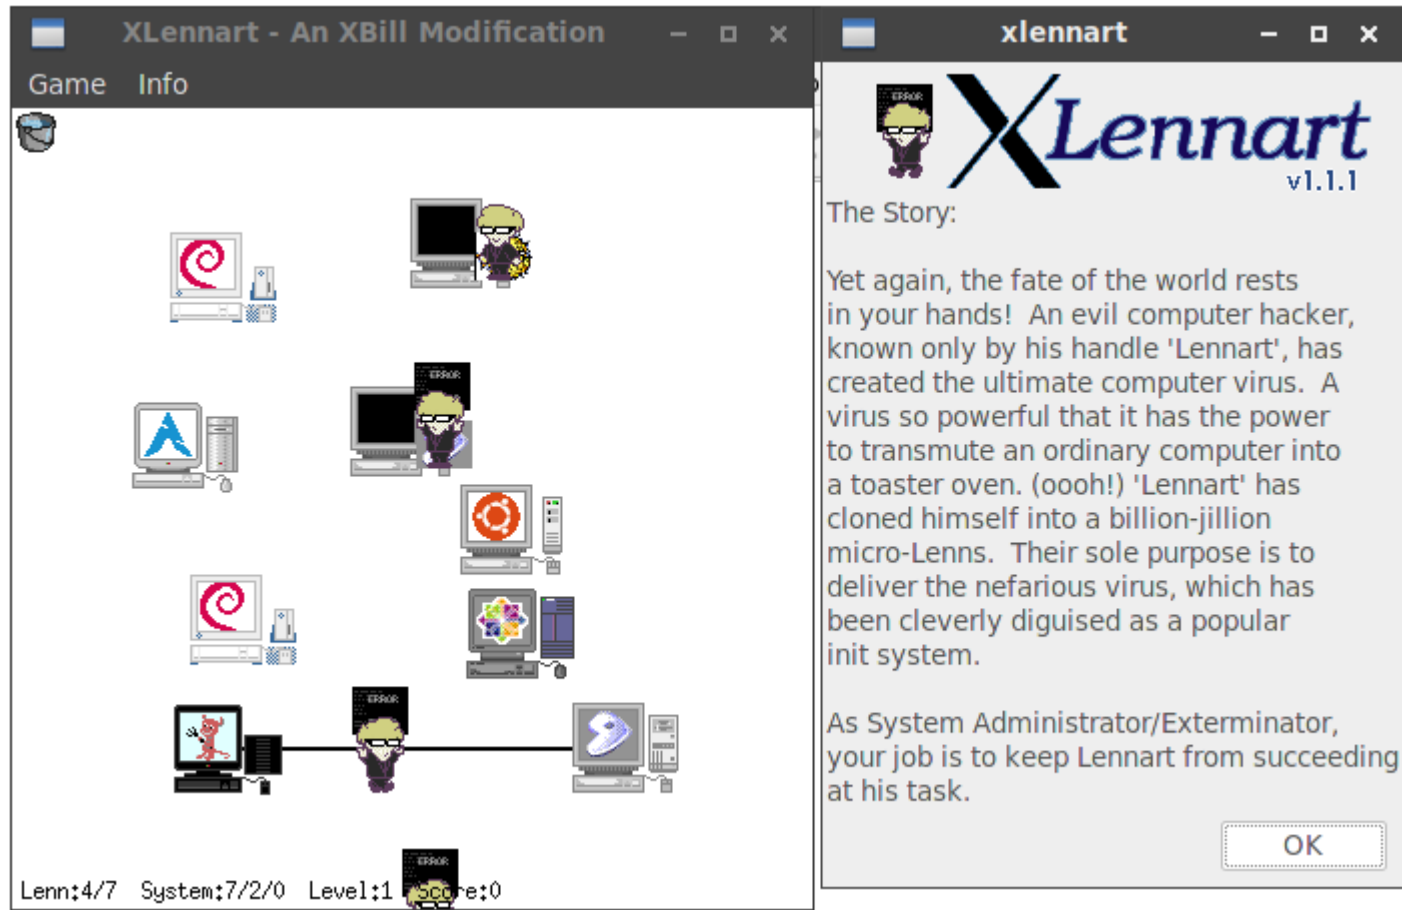 XLennart - An XBill Modification
Game Info
ERROR
ERROR
ERROR
Lenn:4/7 System:7/2/0 Level:1 Score:0
xlennart
ERROR
XLennart
v1.1.1
The Story:
Yet again, the fate of the world rests
in your hands! An evil computer hacker,
known only by his handle 'Lennart', has
created the ultimate computer virus. A
virus so powerful that it has the power
to transmute an ordinary computer into
a toaster oven. (oooh!) 'Lennart' has
cloned himself into a billion-jillion
micro-Lenns. Their sole purpose is to
deliver the nefarious virus, which has
been cleverly diguised as a popular
init system.
As System Administrator/Exterminator,
your job is to keep Lennart from succeeding
at his task.
OK